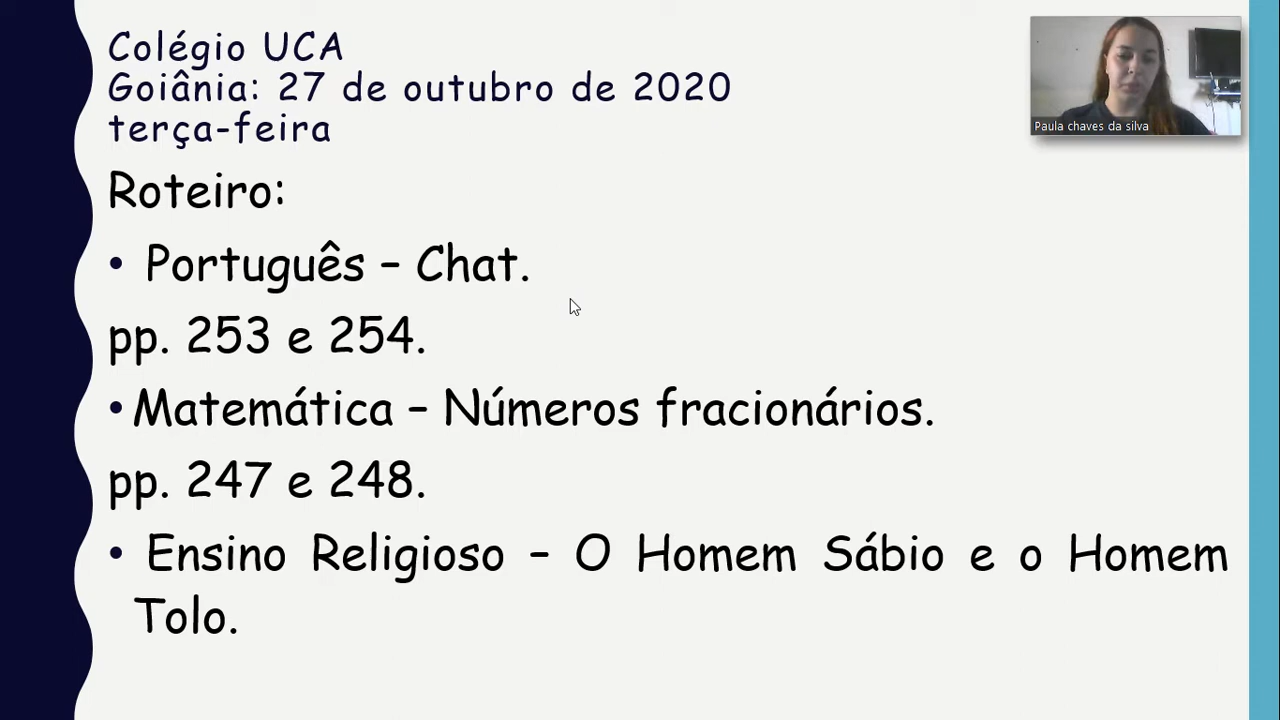 Colégio UCA
Goiânia: 27 de outubro de 2020
terça-feira
Paula chaves da silva
Roteiro:
• Português – Chat.
pp. 253 e 254.
• Matemática – Números fracionários.
pp. 247 e 248.
• Ensino Religioso – O Homem Sábio e o Homem
Tolo.